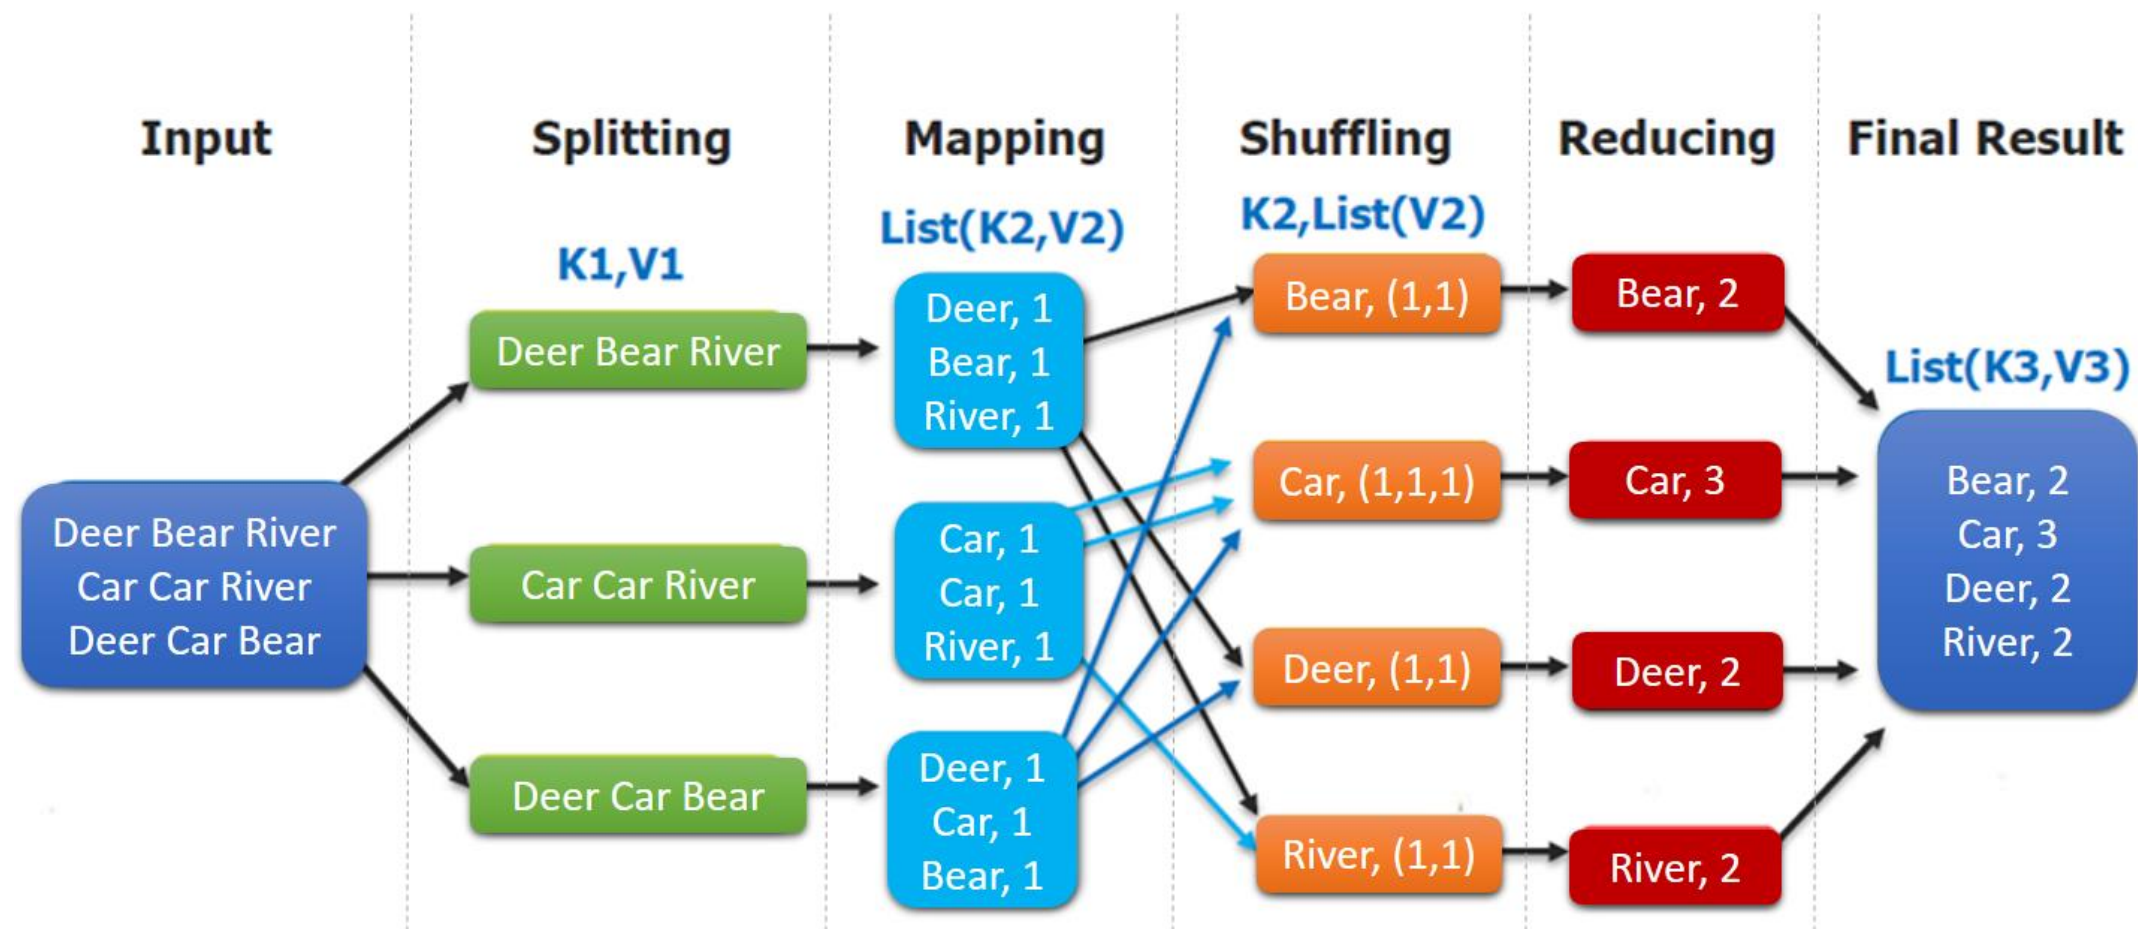 Input
Splitting
Mapping
Shuffling
Reducing
Final Result
K1,V1
List(K2,V2)
K2,List(V2)
List(K3,V3)
Deer Bear River
Car Car River
Deer Car Bear
Deer Bear River
Car Car River
Deer Car Bear
Deer, 1
Bear, 1
River, 1
Car, 1
Car, 1
River, 1
Deer, 1
Car, 1
Bear, 1
Bear, (1,1)
Car, (1,1,1)
Deer, (1,1)
River, (1,1)
Bear, 2
Car, 3
Deer, 2
River, 2
Bear, 2
Car, 3
Deer, 2
River, 2